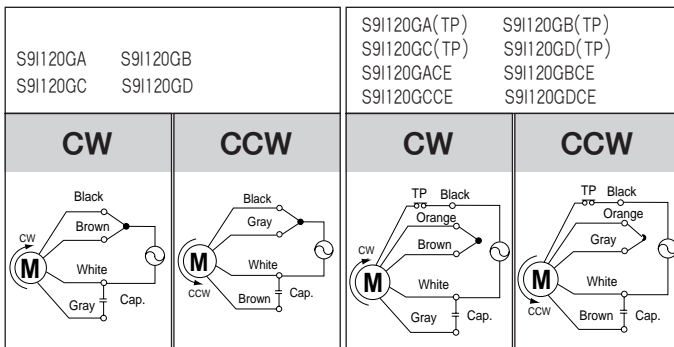 S9I120GA S9I120GB
S9I120GC S9I120GD
S9I120GA(TP) S9I120GB(TP)
S9I120GC(TP) S9I120GD(TP)
S9I120GACE S9I120GBCE
S9I120GCCE S9I120GDCE
CW
CCW
CW
CCW
Black
Brown
CW
M
White
Gray
Cap.
Black
Gray
M
White
CCW
Brown
Cap.
TP Black
Orange
CW
Brown
M
White
Gray
Cap.
TP Black
Orange
Gray
M
White
CCW
Brown
Cap.